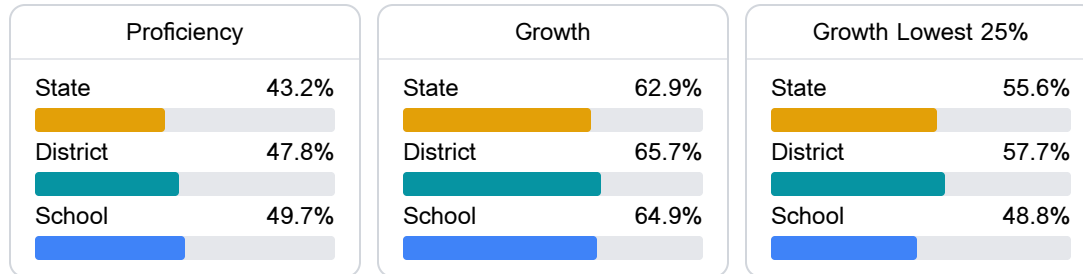 Proficiency
State 43.2%
District 47.8%
School 49.7%
Growth
State 62.9%
District 65.7%
School 64.9%
Growth Lowest 25%
State 55.6%
District 57.7%
School 48.8%